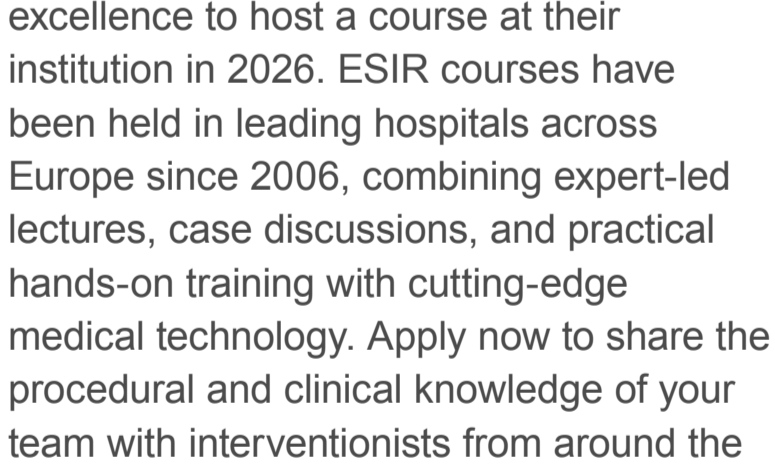 excellence to host a course at their
institution in 2026. ESIR courses have
been held in leading hospitals across
Europe since 2006, combining expert-led
lectures, case discussions, and practical
hands-on training with cutting-edge
medical technology. Apply now to share the
procedural and clinical knowledge of your
team with interventionists from around the